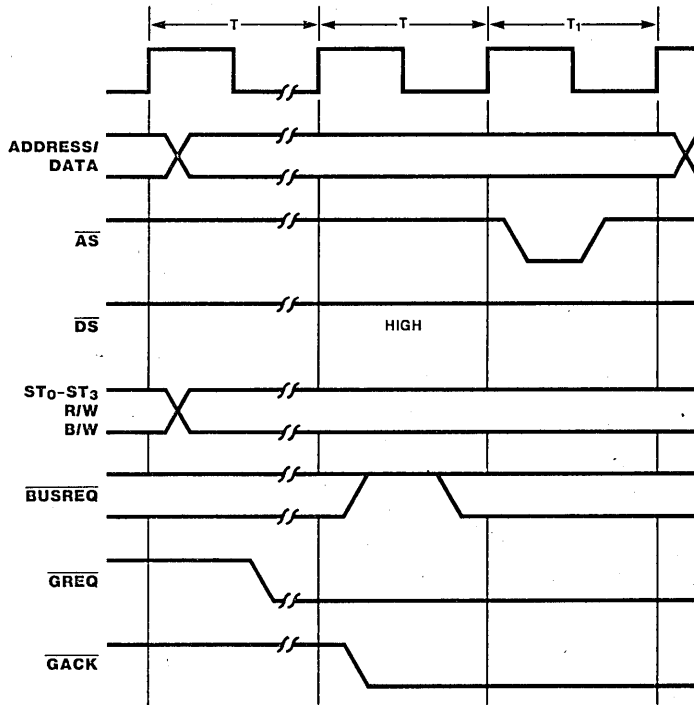 T T T₁
ADDRESS/
DATA
AS
DS
HIGH
ST₀–ST₃
R/W
B/W
BUSREQ
GREQ
GACK